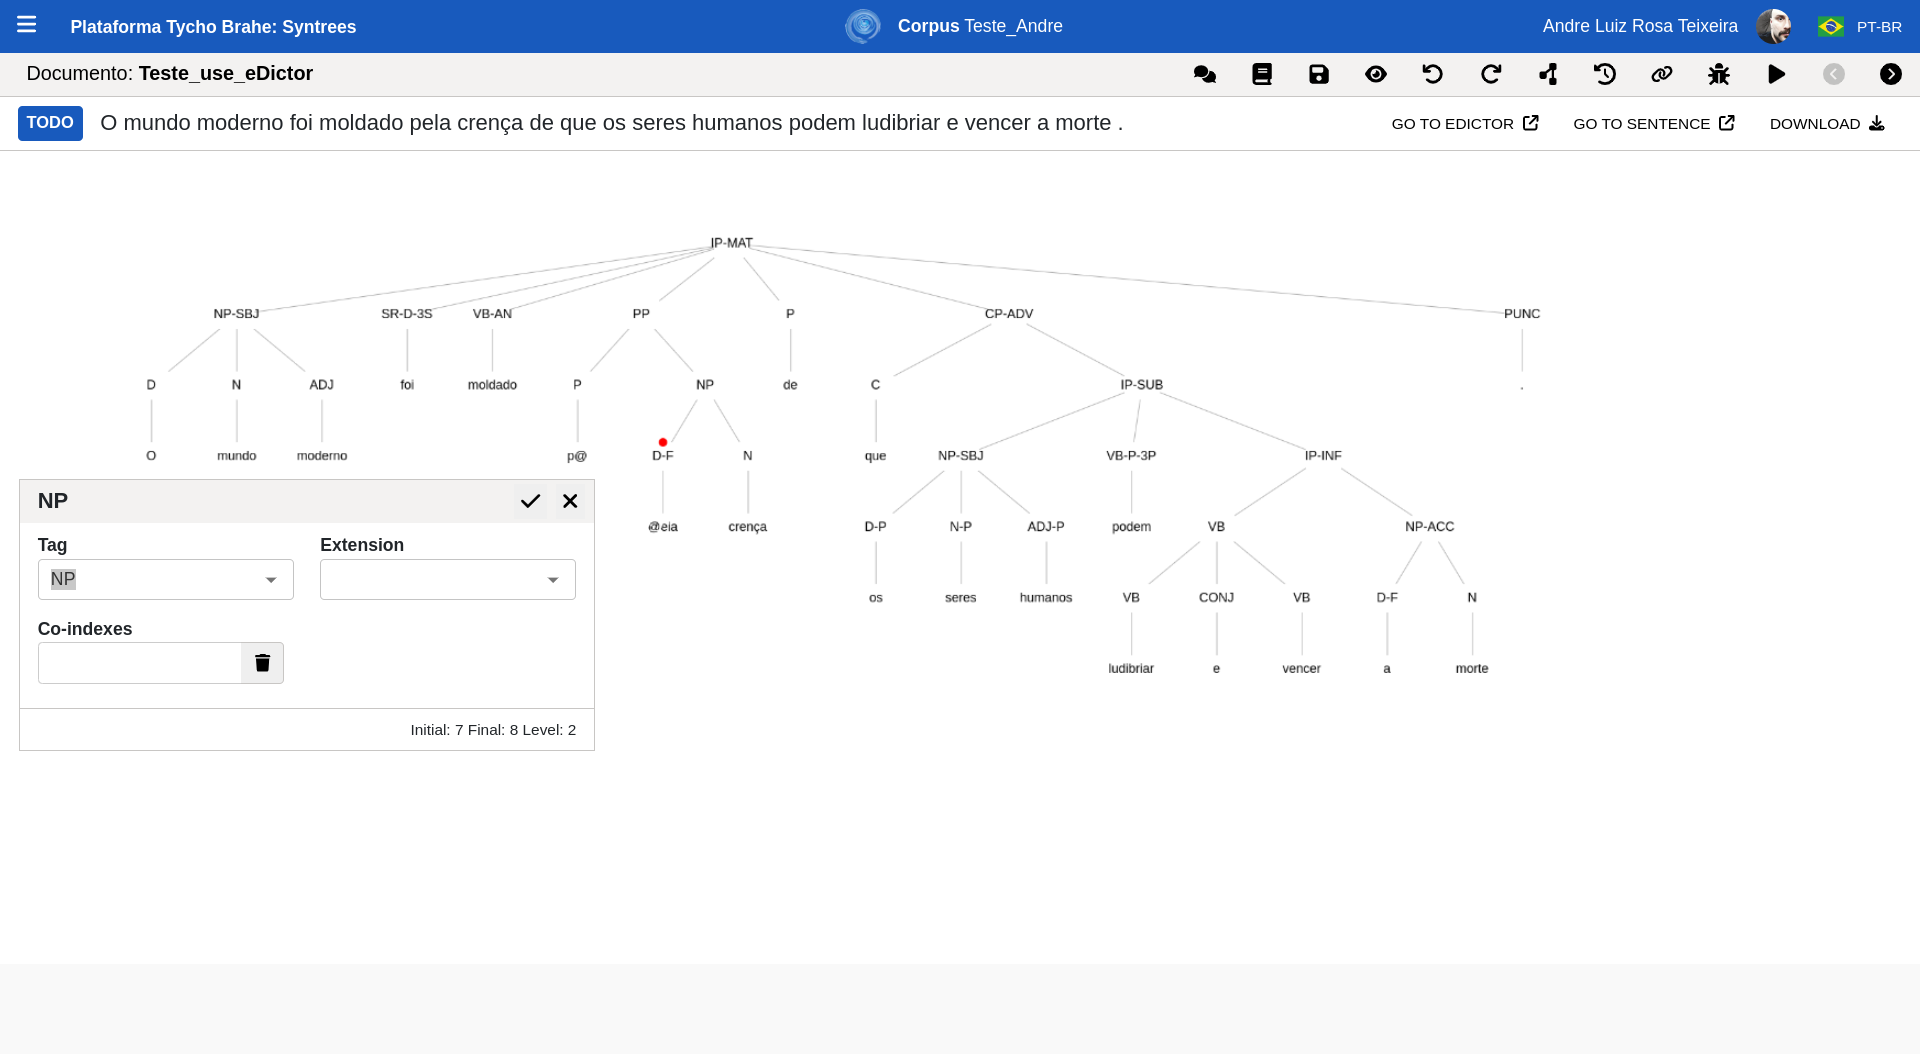 Plataforma Tycho Brahe: Syntrees
Corpus Teste_Andre
Andre Luiz Rosa Teixeira
PT-BR
Documento: Teste_use_eDictor
TODO
O mundo moderno foi moldado pela crença de que os seres humanos podem ludibriar e vencer a morte .
GO TO EDICTOR
GO TO SENTENCE
DOWNLOAD
IP-MAT
NP-SBJ SR-D-3S VB-AN PP P CP-ADV PUNC
D N ADJ foi moldado P NP de C IP-SUB .
O mundo moderno p@ D-F N que NP-SBJ VB-P-3P IP-INF
@eia crença D-P N-P ADJ-P podem VB NP-ACC
os seres humanos VB CONJ VB D-F N
ludibriar e vencer a morte
NP
Tag Extension
NP
Co-indexes
Initial: 7 Final: 8 Level: 2